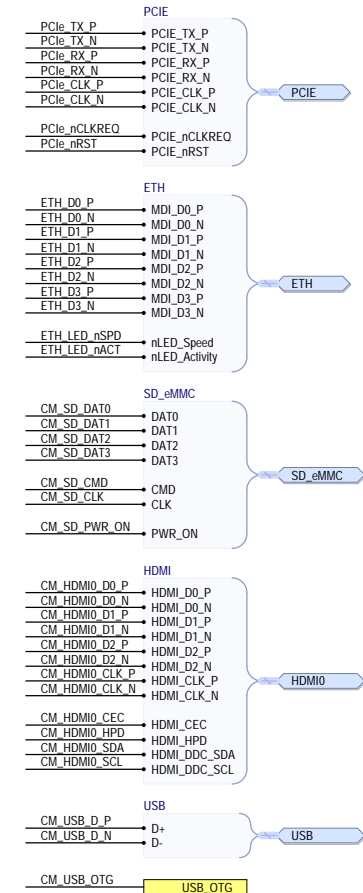 PCIE
PCIe_TX_P PCIE_TX_P
PCIe_TX_N PCIE_TX_N
PCIe_RX_P PCIE_RX_P
PCIe_RX_N PCIE_RX_N
PCIe_CLK_P PCIE_CLK_P PCIE
PCIe_CLK_N PCIE_CLK_N
PCIe_nCLKREQ PCIE_nCLKREQ
PCIe_nRST PCIE_nRST
ETH
ETH_D0_P MDI_D0_P
ETH_D0_N MDI_D0_N
ETH_D1_P MDI_D1_P
ETH_D1_N MDI_D1_N
ETH_D2_P MDI_D2_P
ETH_D2_N MDI_D2_N ETH
ETH_D3_P MDI_D3_P
ETH_D3_N MDI_D3_N
ETH_LED_nSPD nLED_Speed
ETH_LED_nACT nLED_Activity
SD_eMMC
CM_SD_DAT0 DAT0
CM_SD_DAT1 DAT1
CM_SD_DAT2 DAT2
CM_SD_DAT3 DAT3
SD_eMMC
CM_SD_CMD CMD
CM_SD_CLK CLK
CM_SD_PWR_ON PWR_ON
HDMI
CM_HDMI0_D0_P HDMI_D0_P
CM_HDMI0_D0_N HDMI_D0_N
CM_HDMI0_D1_P HDMI_D1_P
CM_HDMI0_D1_N HDMI_D1_N
CM_HDMI0_D2_P HDMI_D2_P
CM_HDMI0_D2_N HDMI_D2_N
CM_HDMI0_CLK_P HDMI_CLK_P HDMI0
CM_HDMI0_CLK_N HDMI_CLK_N
CM_HDMI0_CEC HDMI_CEC
CM_HDMI0_HPD HDMI_HPD
CM_HDMI0_SDA HDMI_DDC_SDA
CM_HDMI0_SCL HDMI_DDC_SCL
USB
CM_USB_D_P D+
CM_USB_D_N D- USB
CM_USB_OTG USB_OTG